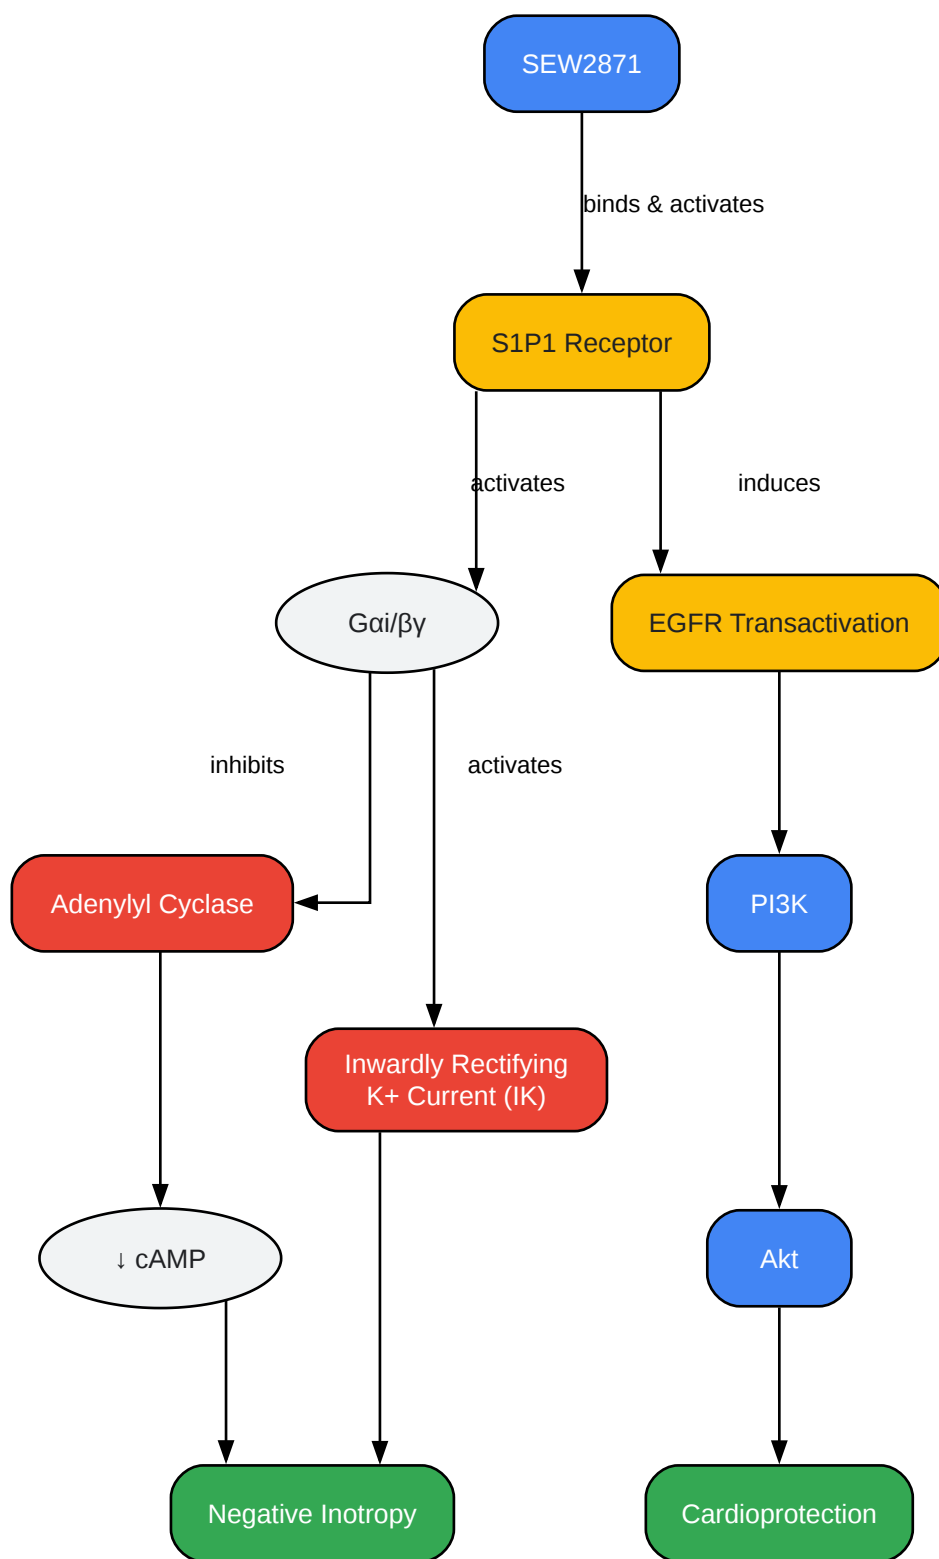 SEW2871
binds & activates
S1P1 Receptor
activates
induces
Gαi/βγ
EGFR Transactivation
inhibits
activates
Adenylyl Cyclase
PI3K
Inwardly Rectifying
K+ Current (IK)
↓ cAMP
Akt
Negative Inotropy
Cardioprotection